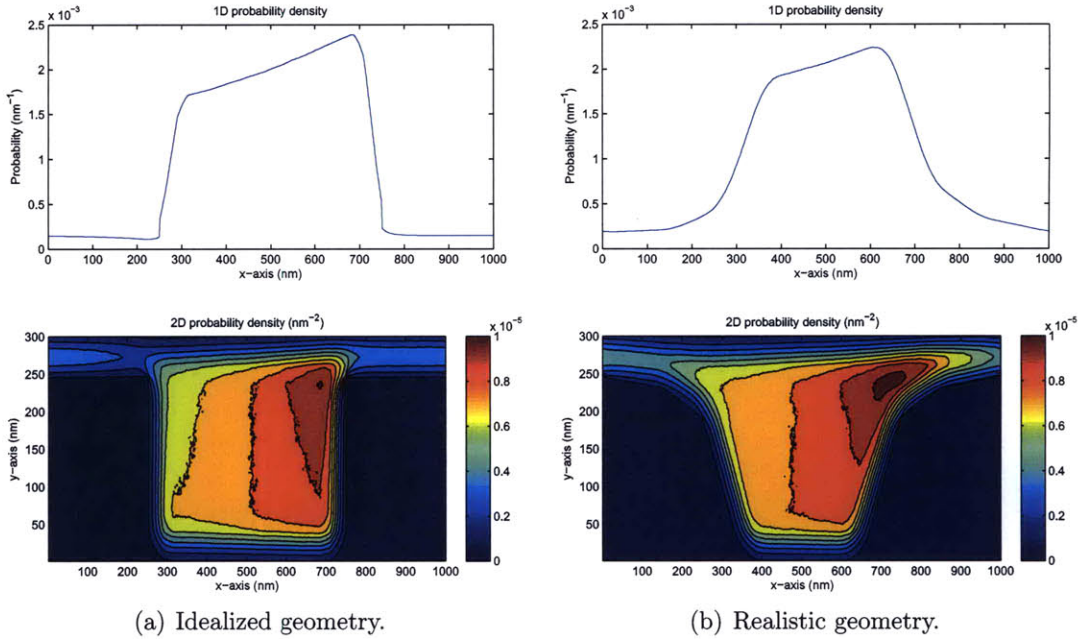 1D probability density
x 10⁻³
2.5
2
1.5
1
0.5
0
Probability (nm⁻¹)
0 100 200 300 400 500 600 700 800 900 1000
x-axis (nm)
2D probability density (nm⁻²)
300
250
200
150
100
50
y-axis (nm)
100 200 300 400 500 600 700 800 900 1000
x-axis (nm)
x 10⁻⁵
1
0.8
0.6
0.4
0.2
0
(a) Idealized geometry.
1D probability density
x 10⁻³
2.5
2
1.5
1
0.5
0
Probability (nm⁻¹)
0 100 200 300 400 500 600 700 800 900 1000
x-axis (nm)
2D probability density (nm⁻²)
300
250
200
150
100
50
y-axis (nm)
100 200 300 400 500 600 700 800 900 1000
x-axis (nm)
x 10⁻⁵
1
0.8
0.6
0.4
0.2
0
(b) Realistic geometry.